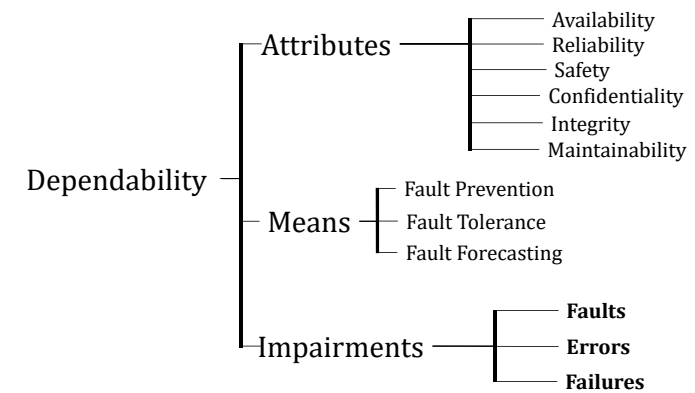 Dependability
Attributes
Availability
Reliability
Safety
Confidentiality
Integrity
Maintainability
Means
Fault Prevention
Fault Tolerance
Fault Forecasting
Impairments
Faults
Errors
Failures